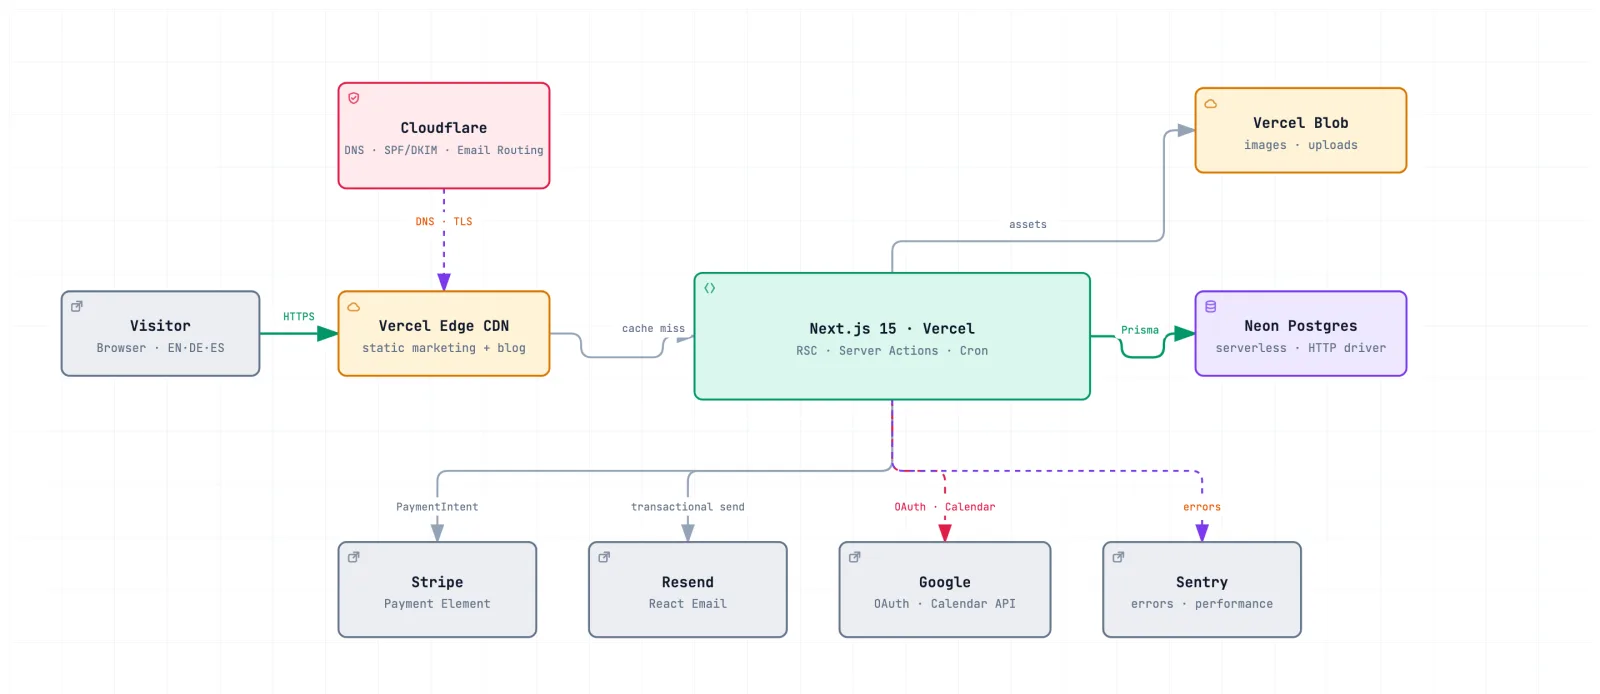 Cloudflare
DNS · SPF/DKIM · Email Routing
Vercel Blob
images · uploads
DNS · TLS
assets
Visitor
Browser · EN·DE·ES
HTTPS
Vercel Edge CDN
static marketing + blog
cache miss
Next.js 15 · Vercel
RSC · Server Actions · Cron
Prisma
Neon Postgres
serverless · HTTP driver
PaymentIntent
transactional send
OAuth · Calendar
errors
Stripe
Payment Element
Resend
React Email
Google
OAuth · Calendar API
Sentry
errors · performance